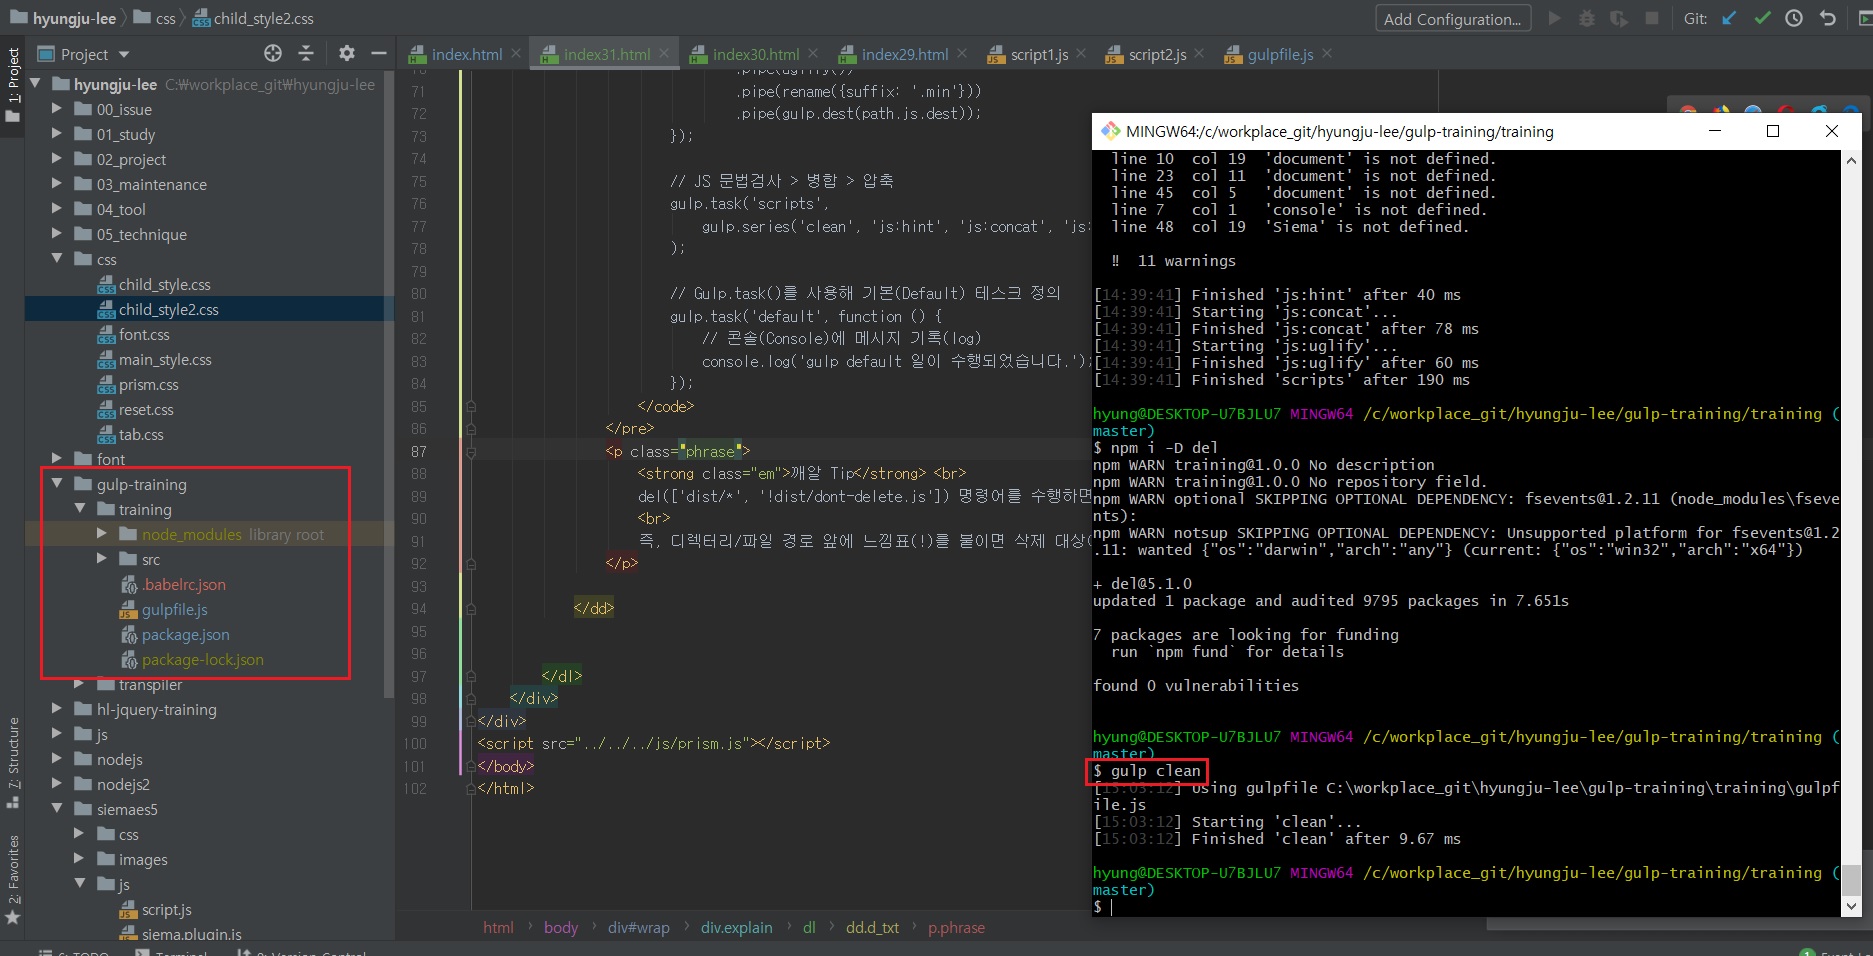 hyungju-lee
css
child_style2.css
Add Configuration...
Git:
Project
index.html
index31.html
index30.html
index29.html
script1.js
script2.js
gulpfile.js
1: Project
7: Structure
2: Favorites
hyungju-lee C:₩workplace_git₩hyungju-lee
00_issue
01_study
02_project
03_maintenance
04_tool
05_technique
css
child_style.css
child_style2.css
font.css
main_style.css
prism.css
reset.css
tab.css
font
gulp-training
training
node_modules library root
src
.babelrc.json
gulpfile.js
package.json
package-lock.json
transpiler
hl-jquery-training
js
nodejs
nodejs2
siemaes5
css
images
js
script.js
siema.plugin.js
70 .pipe(uglify())
71 .pipe(rename({suffix: '.min'}))
72 .pipe(gulp.dest(path.js.dest));
73 });
74
75 // JS 문법검사 > 병합 > 압축
76 gulp.task('scripts',
77 gulp.series('clean', 'js:hint', 'js:concat', 'js:
78 );
79
80 // Gulp.task()를 사용해 기본(Default) 테스크 정의
81 gulp.task('default', function () {
82 // 콘솔(Console)에 메시지 기록(log)
83 console.log('gulp default 일이 수행되었습니다.');
84 });
85 </code>
86 </pre>
87 <p class="phrase">
88 <strong class="em">깨알 Tip</strong> <br>
89 del(['dist/*', '!dist/dont-delete.js']) 명령어를 수행하면
90 <br>
91 즉, 디렉터리/파일 경로 앞에 느낌표(!)를 붙이면 삭제 대상
92 </p>
93
94 </dd>
95
96
97 </dl>
98 </div>
99 </div>
100 <script src="../../../js/prism.js"></script>
101 </body>
102 </html>
html
body
div#wrap
div.explain
dl
dd.d_txt
p.phrase
6: TODO
Terminal
9: Version Control
MINGW64:/c/workplace_git/hyungju-lee/gulp-training/training
line 10 col 19 'document' is not defined.
line 23 col 11 'document' is not defined.
line 45 col 5 'document' is not defined.
line 7 col 1 'console' is not defined.
line 48 col 19 'Siema' is not defined.
‼ 11 warnings
[14:39:41] Finished 'js:hint' after 40 ms
[14:39:41] Starting 'js:concat'...
[14:39:41] Finished 'js:concat' after 78 ms
[14:39:41] Starting 'js:uglify'...
[14:39:41] Finished 'js:uglify' after 60 ms
[14:39:41] Finished 'scripts' after 190 ms
hyung@DESKTOP-U7BJLU7 MINGW64 /c/workplace_git/hyungju-lee/gulp-training/training (
master)
$ npm i -D del
npm WARN training@1.0.0 No description
npm WARN training@1.0.0 No repository field.
npm WARN optional SKIPPING OPTIONAL DEPENDENCY: fsevents@1.2.11 (node_modules\fseve
nts):
npm WARN notsup SKIPPING OPTIONAL DEPENDENCY: Unsupported platform for fsevents@1.2
.11: wanted {"os":"darwin","arch":"any"} (current: {"os":"win32","arch":"x64"})
+ del@5.1.0
updated 1 package and audited 9795 packages in 7.651s
7 packages are looking for funding
run `npm fund` for details
found 0 vulnerabilities
hyung@DESKTOP-U7BJLU7 MINGW64 /c/workplace_git/hyungju-lee/gulp-training/training (
master)
$ gulp clean
[15:03:12] Using gulpfile C:\workplace_git\hyungju-lee\gulp-training\training\gulpf
ile.js
[15:03:12] Starting 'clean'...
[15:03:12] Finished 'clean' after 9.67 ms
hyung@DESKTOP-U7BJLU7 MINGW64 /c/workplace_git/hyungju-lee/gulp-training/training (
master)
$